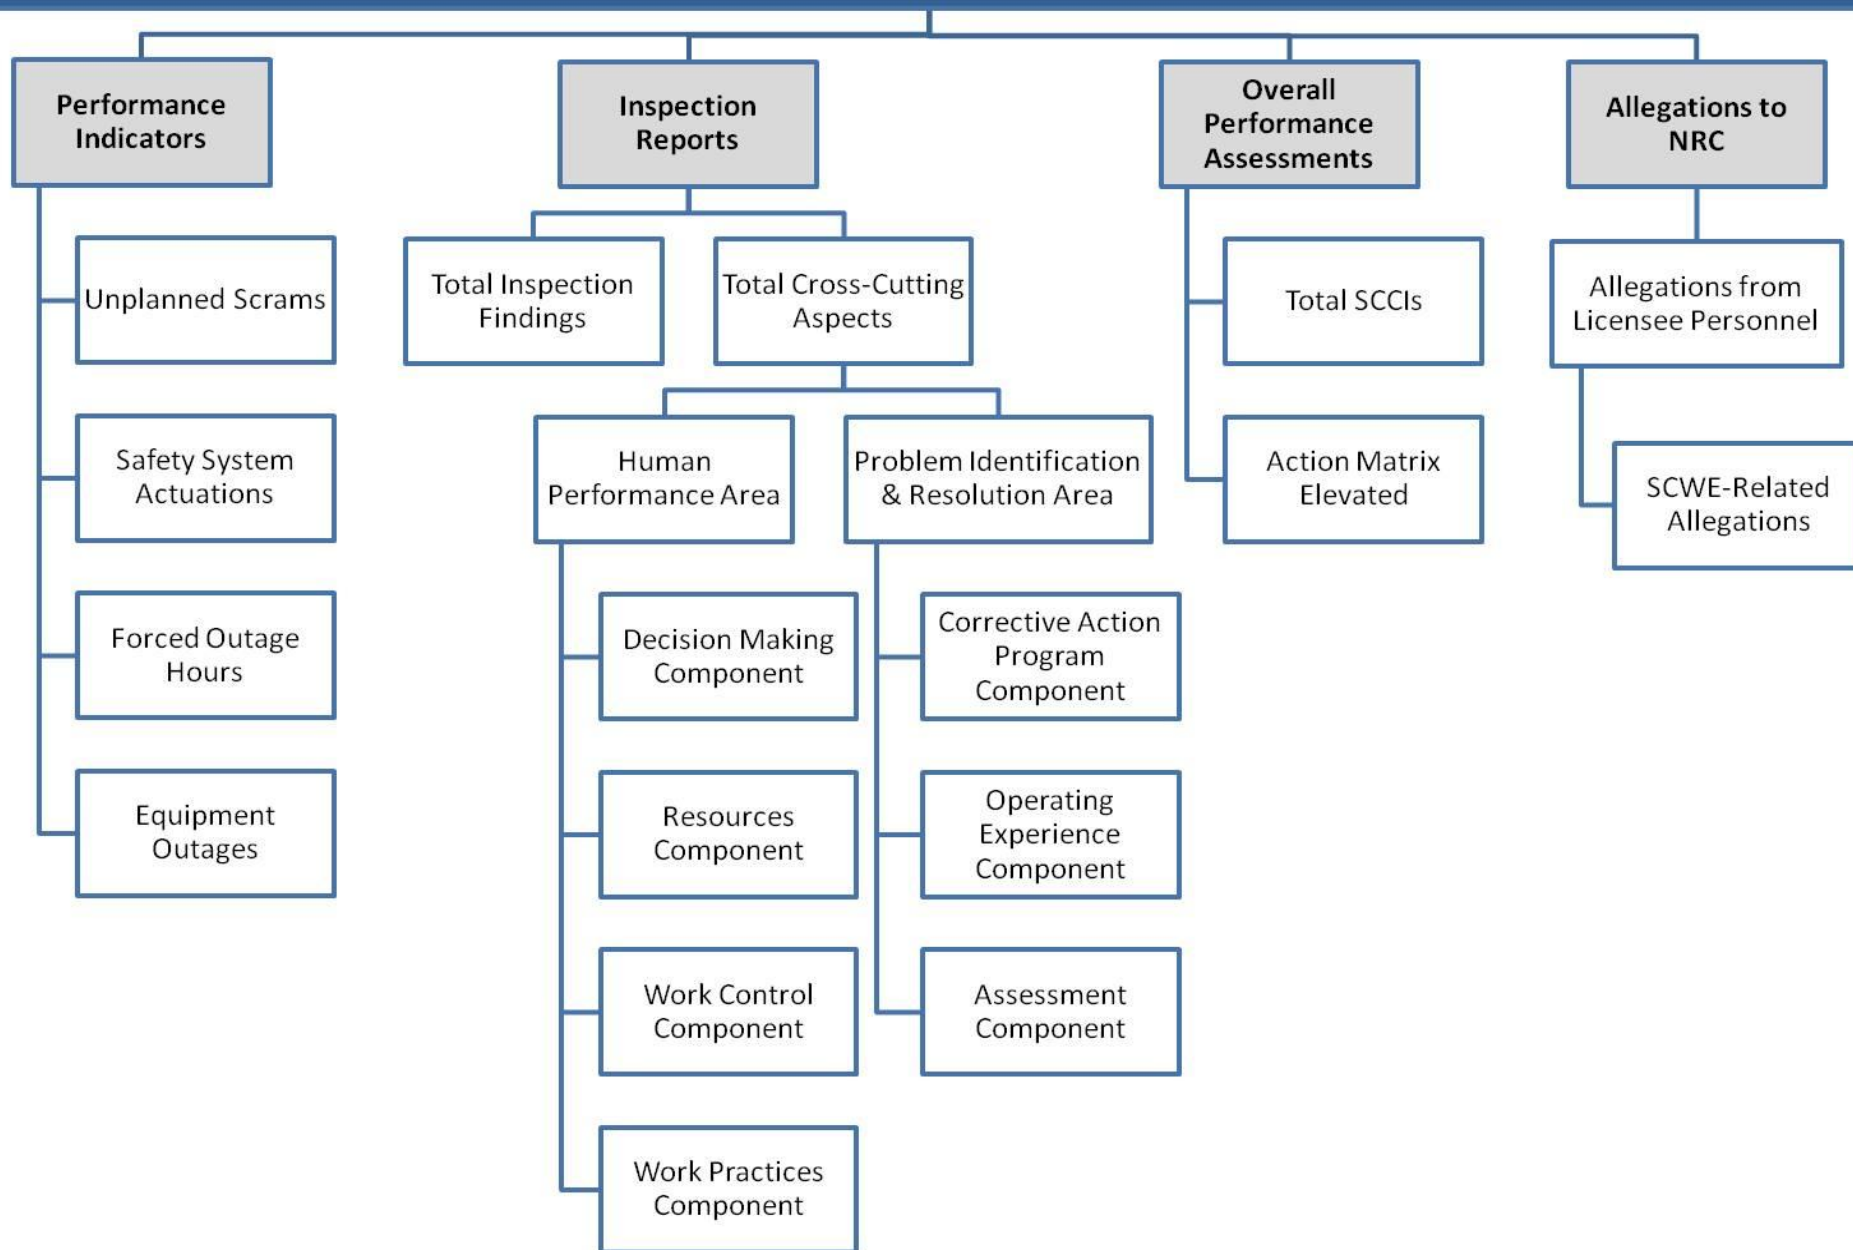 Performance
Indicators
Inspection
Reports
Overall
Performance
Assessments
Allegations to
NRC
Unplanned Scrams
Total Inspection
Findings
Total Cross-Cutting
Aspects
Total SCCIs
Allegations from
Licensee Personnel
Safety System
Actuations
Human
Performance Area
Problem Identification
& Resolution Area
Action Matrix
Elevated
SCWE-Related
Allegations
Forced Outage
Hours
Decision Making
Component
Corrective Action
Program
Component
Equipment
Outages
Resources
Component
Operating
Experience
Component
Work Control
Component
Assessment
Component
Work Practices
Component